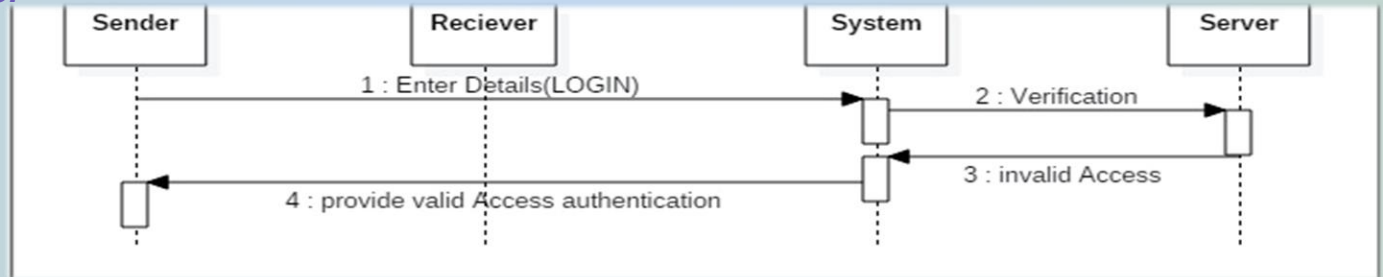 Sender
Reciever
System
Server
1 : Enter Details(LOGIN)
2 : Verification
3 : invalid Access
4 : provide valid Access authentication